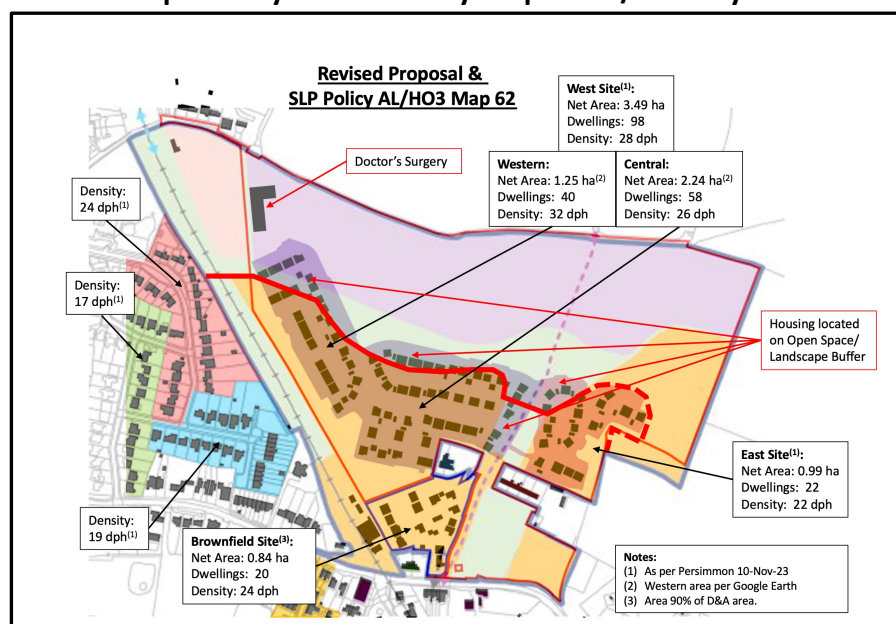 Revised Proposal &
SLP Policy AL/HO3 Map 62
West Site(1):
Net Area: 3.49 ha
Dwellings: 98
Density: 28 dph
Doctor's Surgery
Western:
Net Area: 1.25 ha(2)
Dwellings: 40
Density: 32 dph
Central:
Net Area: 2.24 ha(2)
Dwellings: 58
Density: 26 dph
Density:
24 dph(1)
Density:
17 dph(1)
Housing located
on Open Space/
Landscape Buffer
East Site(1):
Net Area: 0.99 ha
Dwellings: 22
Density: 22 dph
Density:
19 dph(1)
Brownfield Site(3):
Net Area: 0.84 ha
Dwellings: 20
Density: 24 dph
Notes:
(1) As per Persimmon 10-Nov-23
(2) Western area per Google Earth
(3) Area 90% of D&A area.